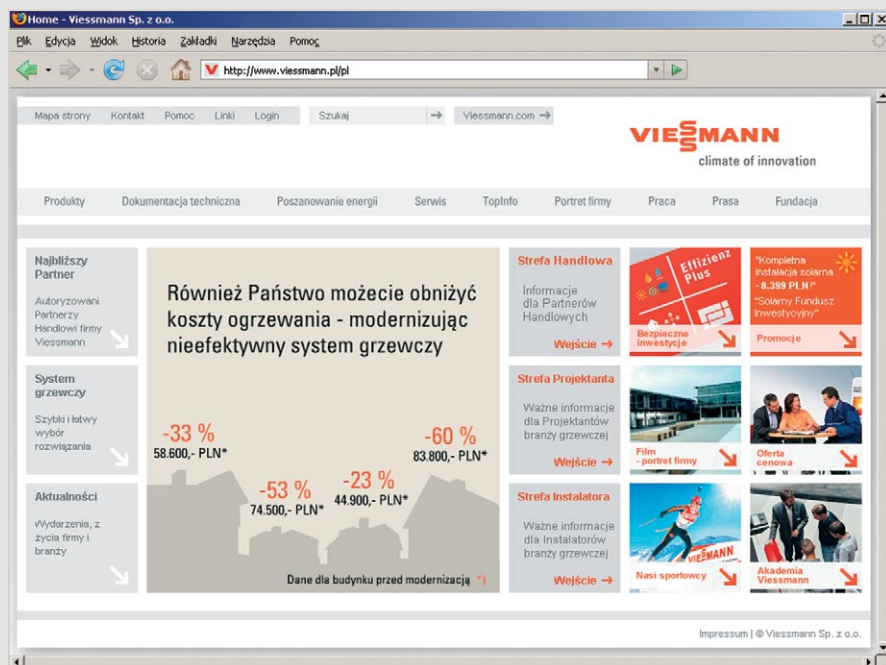 Home - Viessmann Sp. z o.o.
Plik Edycja Widok Historia Zakładki Narzędzia Pomoc
http://www.viessmann.pl/pl
Mapa strony Kontakt Pomoc Linki Login Szukaj → Viessmann.com →
VIESSMANN
climate of innovation
Produkty Dokumentacja techniczna Poszanowanie energii Serwis TopInfo Portret firmy Praca Prasa Fundacja
Najbliższy
Partner
Autoryzowani
Partnerzy
Handlowi firmy
Viessmann
System
grzewczy
Szybki i łatwy
wybór
rozwiązania
Aktualności
Wydarzenia, z
życia firmy i
branży
Również Państwo możecie obniżyć
koszty ogrzewania - modernizując
nieefektywny system grzewczy
-33 %
58.600,- PLN*
-53 %
74.500,- PLN*
-23 %
44.900,- PLN*
-60 %
83.800,- PLN*
Dane dla budynku przed modernizacją *)
Strefa Handlowa
Informacje
dla Partnerów
Handlowych
Wejście →
Strefa Projektanta
Ważne informacje
dla Projektantów
branży grzewczej
Wejście →
Strefa Instalatora
Ważne informacje
dla Instalatorów
branży grzewczej
Wejście →
Effizienz
Plus
Bezpieczne
inwestycje
"Kompletna
instalacja solarna
- 8.399 PLN!"
"Solarny Fundusz
Inwestycyjny"
Promocje
Film
- portret firmy
Oferta
cenowa
VIESSMANN
Nasi sportowcy
Akademia
Viessmann
Impressum | © Viessmann Sp. z o.o.